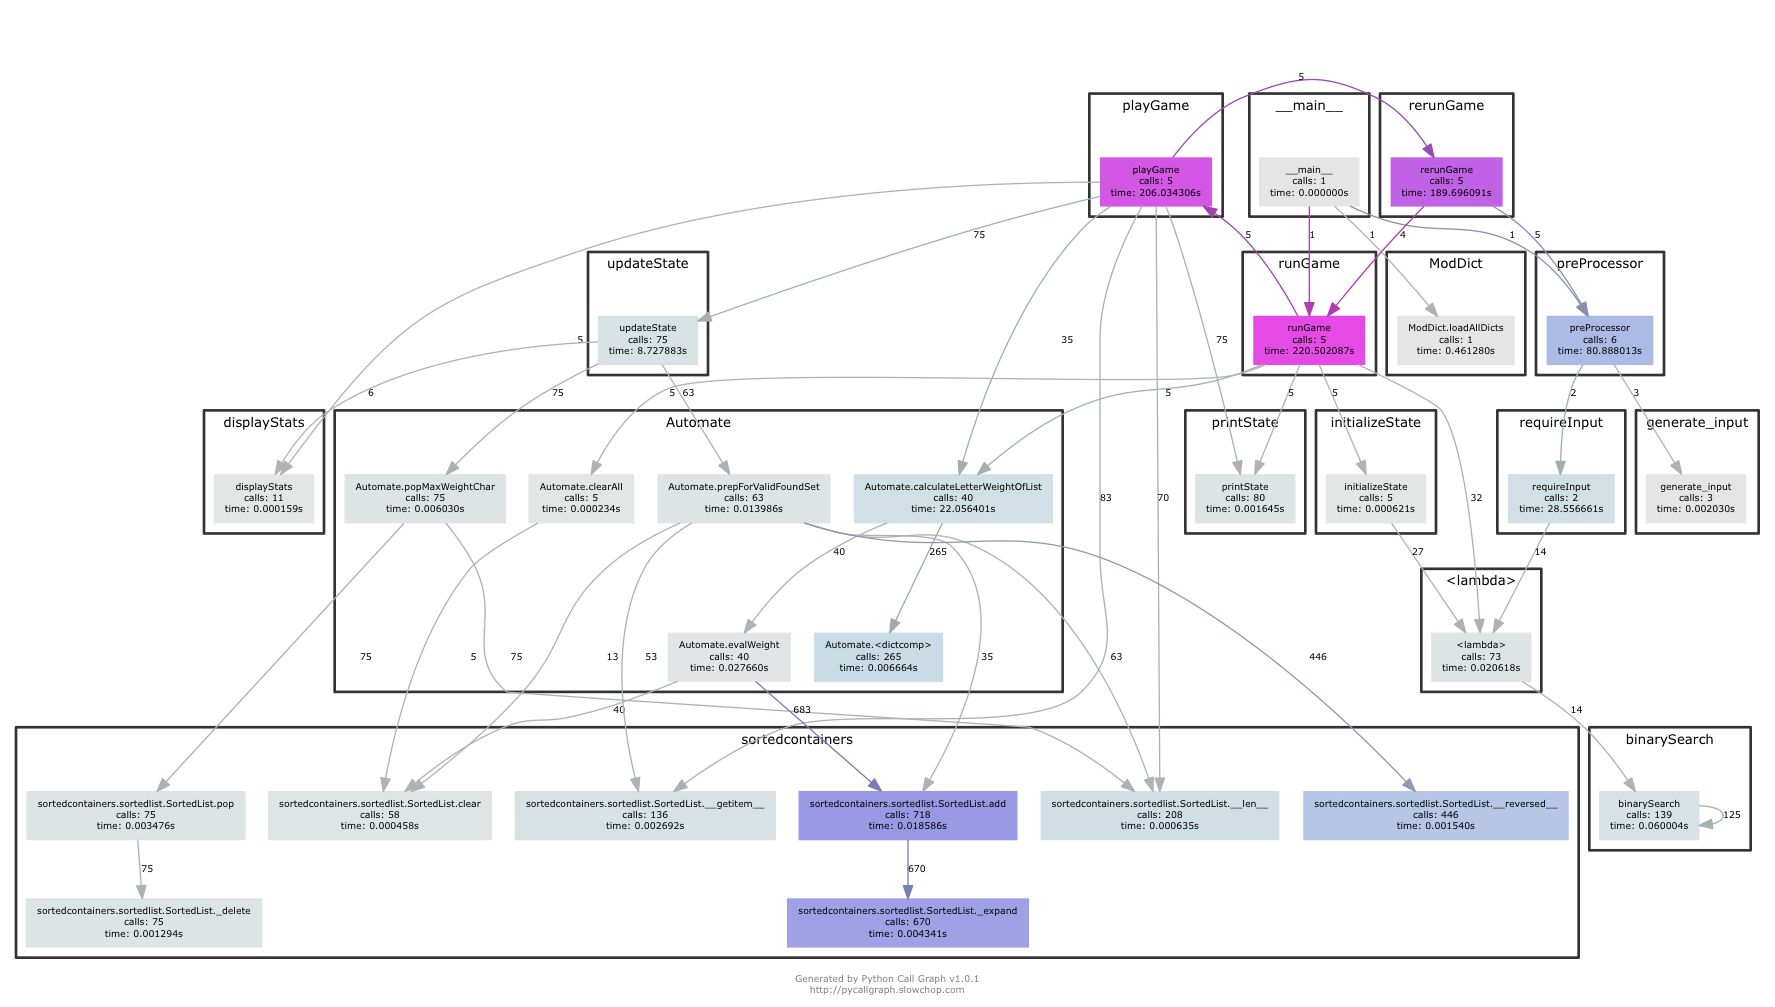 5
playGame
__main__
rerunGame
playGame
calls: 5
time: 206.034306s
__main__
calls: 1
time: 0.000000s
rerunGame
calls: 5
time: 189.696091s
75
5
1
1
4
1
5
updateState
runGame
ModDict
preProcessor
updateState
calls: 75
time: 8.727883s
runGame
calls: 5
time: 220.502087s
ModDict.loadAllDicts
calls: 1
time: 0.461280s
preProcessor
calls: 6
time: 80.888013s
5
35
75
6
75
5
63
5
5
5
2
3
displayStats
Automate
printState
initializeState
requireInput
generate_input
displayStats
calls: 11
time: 0.000159s
Automate.popMaxWeightChar
calls: 75
time: 0.006030s
Automate.clearAll
calls: 5
time: 0.000234s
Automate.prepForValidFoundSet
calls: 63
time: 0.013986s
Automate.calculateLetterWeightOfList
calls: 40
time: 22.056401s
printState
calls: 80
time: 0.001645s
initializeState
calls: 5
time: 0.000621s
requireInput
calls: 2
time: 28.556661s
generate_input
calls: 3
time: 0.002030s
83
70
32
40
265
27
14
<lambda>
Automate.evalWeight
calls: 40
time: 0.027660s
Automate.<dictcomp>
calls: 265
time: 0.006664s
<lambda>
calls: 73
time: 0.020618s
75
5
75
13
53
35
63
446
40
683
14
sortedcontainers
binarySearch
sortedcontainers.sortedlist.SortedList.pop
calls: 75
time: 0.003476s
sortedcontainers.sortedlist.SortedList.clear
calls: 58
time: 0.000458s
sortedcontainers.sortedlist.SortedList.__getitem__
calls: 136
time: 0.002692s
sortedcontainers.sortedlist.SortedList.add
calls: 718
time: 0.018586s
sortedcontainers.sortedlist.SortedList.__len__
calls: 208
time: 0.000635s
sortedcontainers.sortedlist.SortedList.__reversed__
calls: 446
time: 0.001540s
binarySearch
calls: 139
time: 0.060004s
125
75
670
sortedcontainers.sortedlist.SortedList._delete
calls: 75
time: 0.001294s
sortedcontainers.sortedlist.SortedList._expand
calls: 670
time: 0.004341s
Generated by Python Call Graph v1.0.1
http://pycallgraph.slowchop.com